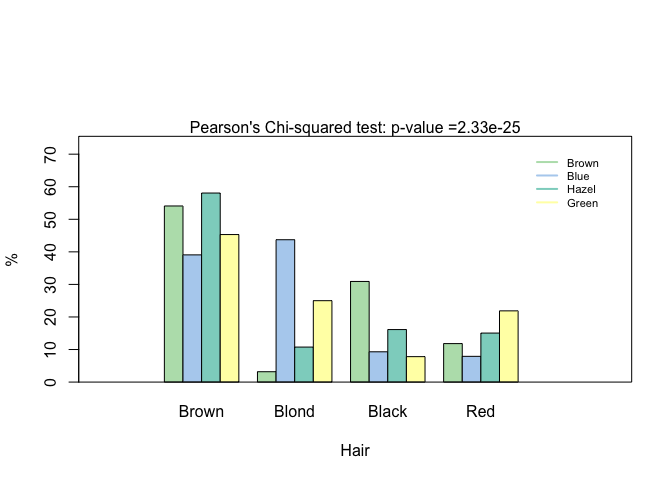 Pearson's Chi-squared test: p-value =2.33e-25
70
60
50
40
30
20
10
0
%
Brown
Blue
Hazel
Green
Brown Blond Black Red
Hair